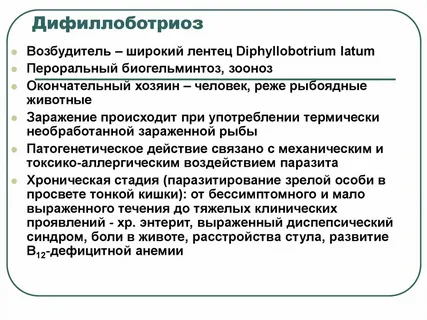 Дифиллоботриоз
Возбудитель – широкий лентец Diphyllobotrium latum
Пероральный биогельминтоз, зооноз
Окончательный хозяин – человек, реже рыбоядные
животные
Заражение происходит при употреблении термически
необработанной зараженной рыбы
Патогенетическое действие связано с механическим и
токсико-аллергическим воздействием паразита
Хроническая стадия (паразитирование зрелой особи в
просвете тонкой кишки): от бессимптомного и мало
выраженного течения до тяжелых клинических
проявлений - хр. энтерит, выраженный диспепсический
синдром, боли в животе, расстройства стула, развитие
В12-дефицитной анемии